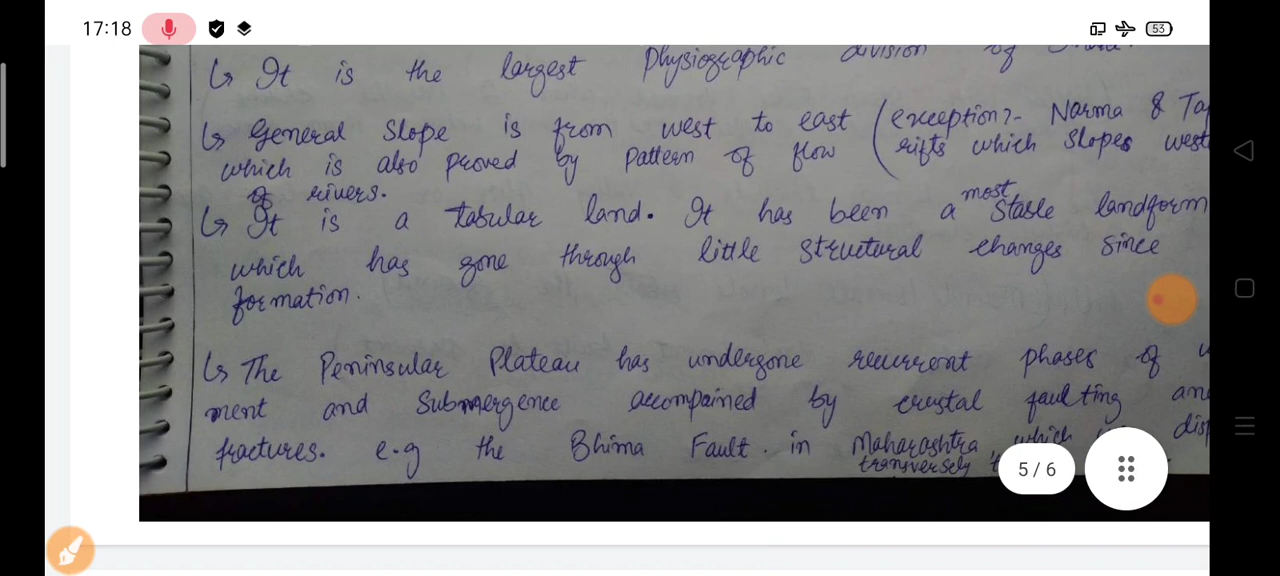 17:18
53
↳ It is the largest Physiographic division of
↳ General Slope is from west to east (exception:- Narma & Ta
which is also proved by Pattern of flow rifts which Slopes west
of rivers.
↳ It is a tabular land. It has been a most stable landform
which has gone through little structural changes since
formation.
↳ The Peninsular Plateau has undergone recurrent phases of
ment and Submergence accompained by crustal faulting an
fractures. e.g the Bhima Fault. in Maharashtra which
transversely
5 / 6